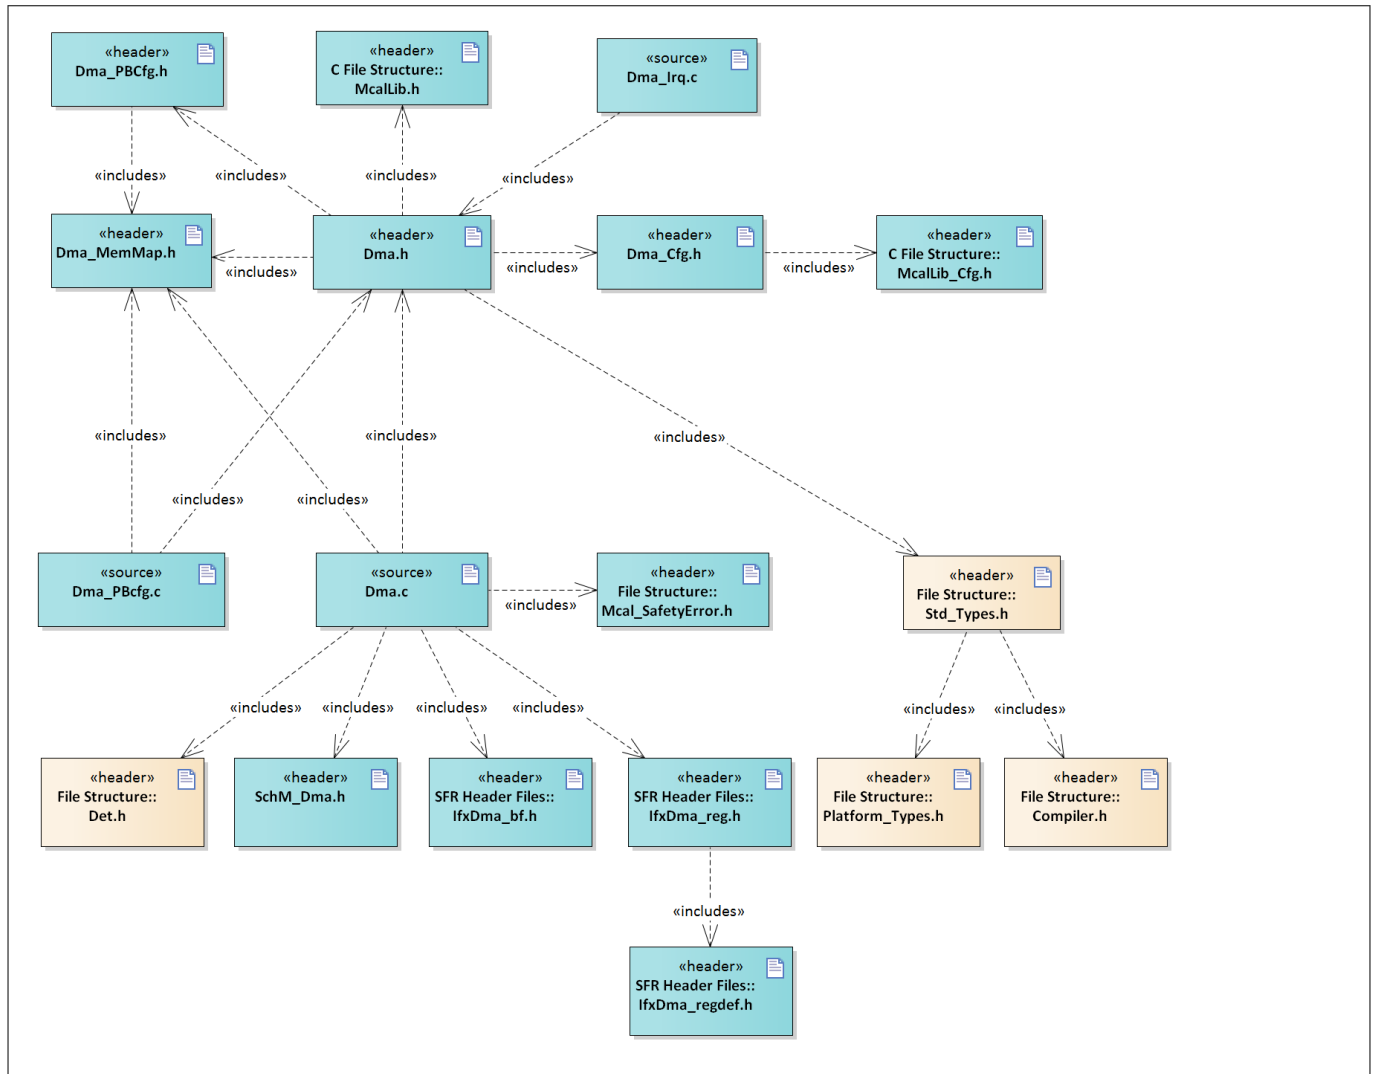 «header»
Dma_PBCfg.h
«header»
C File Structure::
McalLib.h
«source»
Dma_Irq.c
«includes»
«includes»
«includes»
«includes»
«header»
Dma_MemMap.h
«header»
Dma.h
«header»
Dma_Cfg.h
«header»
C File Structure::
McalLib_Cfg.h
«includes»
«includes»
«includes»
«includes»
«includes»
«includes»
«includes»
«includes»
«source»
Dma_PBcfg.c
«source»
Dma.c
«header»
File Structure::
Mcal_SafetyError.h
«header»
File Structure::
Std_Types.h
«includes»
«includes»
«includes»
«includes»
«includes»
«includes»
«includes»
«header»
File Structure::
Det.h
«header»
SchM_Dma.h
«header»
SFR Header Files::
IfxDma_bf.h
«header»
SFR Header Files::
IfxDma_reg.h
«header»
File Structure::
Platform_Types.h
«header»
File Structure::
Compiler.h
«includes»
«header»
SFR Header Files::
IfxDma_regdef.h